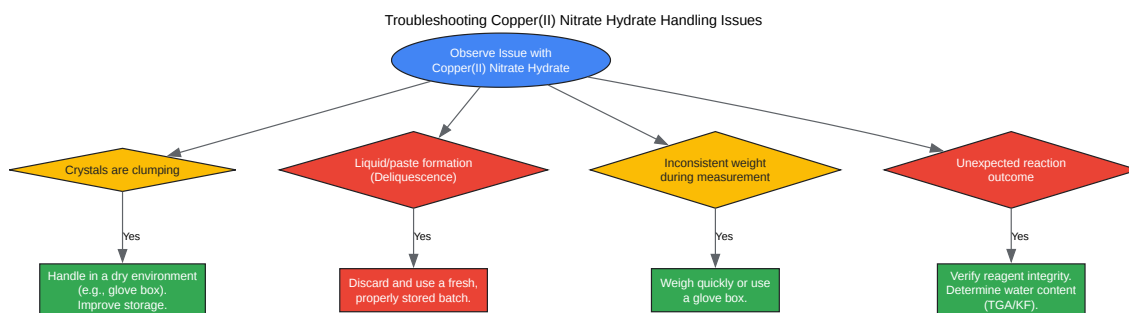 Troubleshooting Copper(II) Nitrate Hydrate Handling Issues
Observe Issue with
Copper(II) Nitrate Hydrate
Crystals are clumping
Liquid/paste formation
(Deliquescence)
Inconsistent weight
during measurement
Unexpected reaction
outcome
Yes
Yes
Yes
Yes
Handle in a dry environment
(e.g., glove box).
Improve storage.
Discard and use a fresh,
properly stored batch.
Weigh quickly or use
a glove box.
Verify reagent integrity.
Determine water content
(TGA/KF).